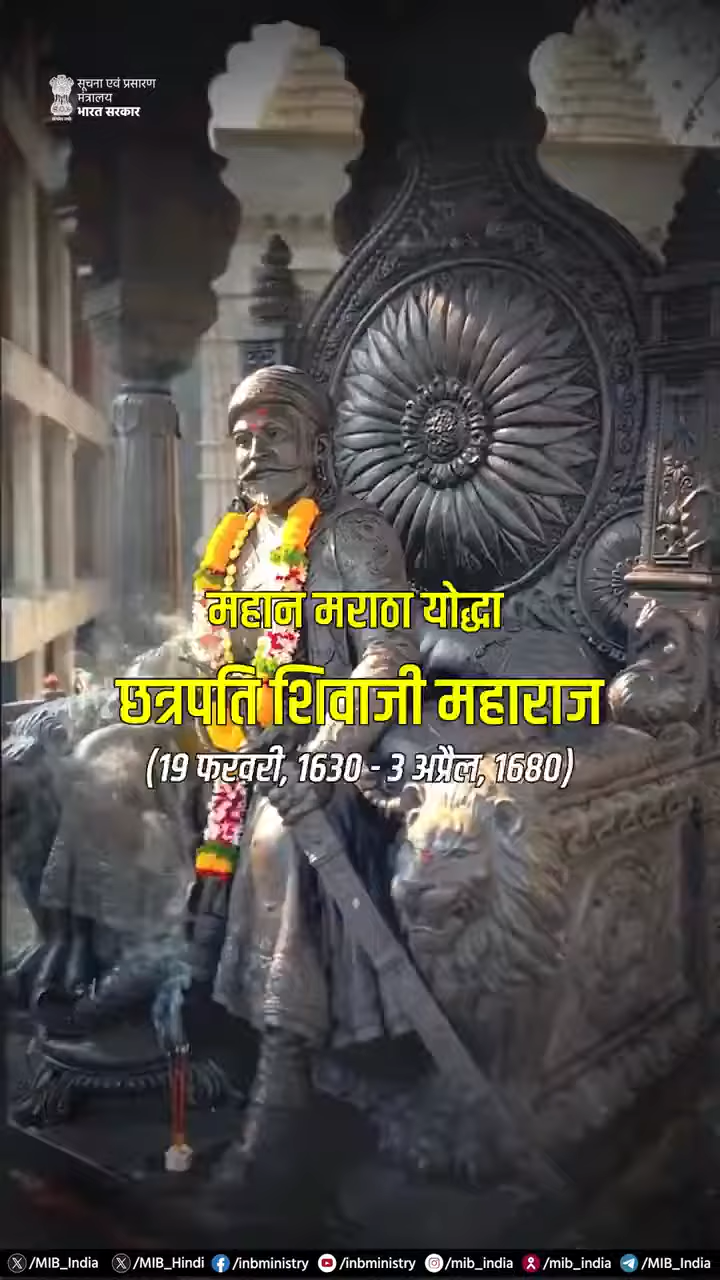 सूचना एवं प्रसारण
मंत्रालय
भारत सरकार
महान मराठा योद्धा
छत्रपति शिवाजी महाराज
(19 फरवरी, 1630 - 3 अप्रैल, 1680)
/MIB_India /MIB_Hindi /inbministry /inbministry /mib_india /mib_india /MIB_India